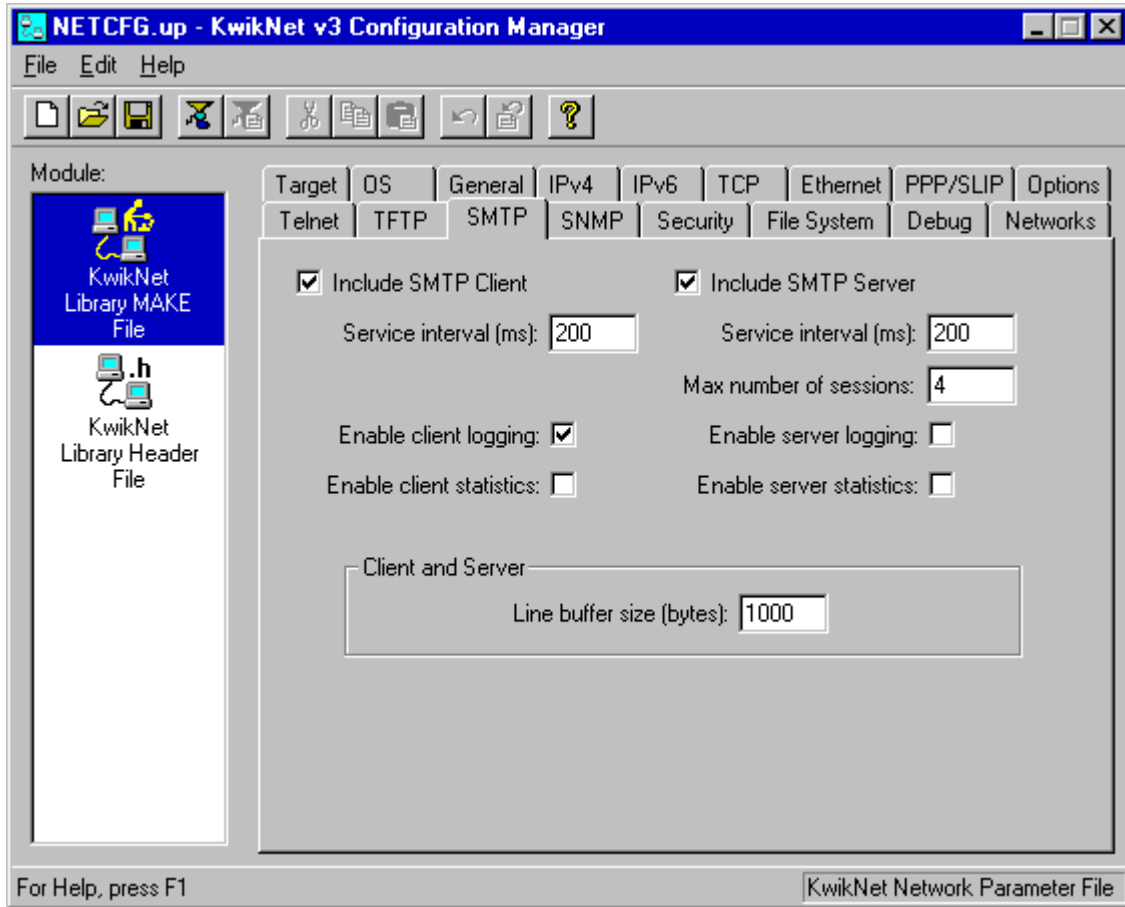 NETCFG.up - KwikNet v3 Configuration Manager
File Edit Help
Module:
KwikNet
Library MAKE
File
.h
KwikNet
Library Header
File
Target OS General IPv4 IPv6 TCP Ethernet PPP/SLIP Options
Telnet TFTP SMTP SNMP Security File System Debug Networks
Include SMTP Client Include SMTP Server
Service interval (ms): 200 Service interval (ms): 200
Max number of sessions: 4
Enable client logging: Enable server logging:
Enable client statistics: Enable server statistics:
Client and Server
Line buffer size (bytes): 1000
For Help, press F1 KwikNet Network Parameter File